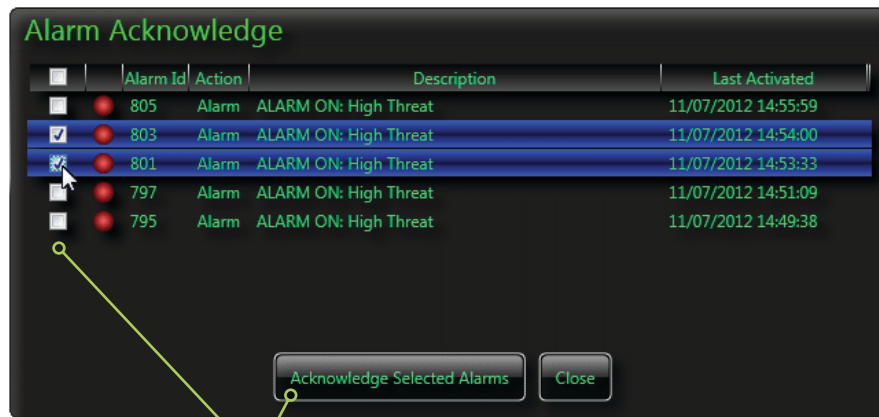 Alarm Acknowledge
Alarm Id Action Description Last Activated
805 Alarm ALARM ON: High Threat 11/07/2012 14:55:59
803 Alarm ALARM ON: High Threat 11/07/2012 14:54:00
801 Alarm ALARM ON: High Threat 11/07/2012 14:53:33
797 Alarm ALARM ON: High Threat 11/07/2012 14:51:09
795 Alarm ALARM ON: High Threat 11/07/2012 14:49:38
Acknowledge Selected Alarms Close